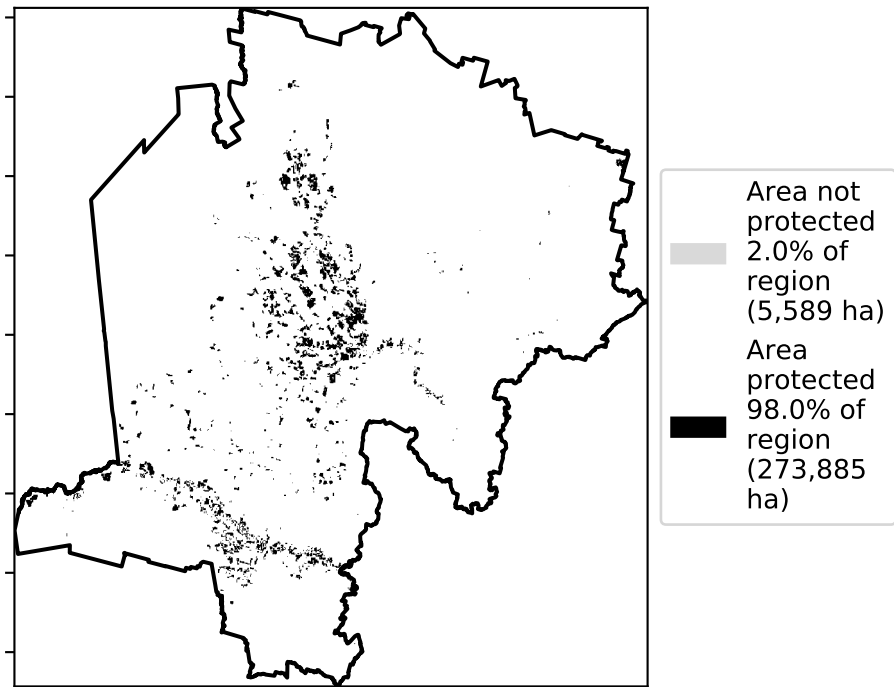 Area not
protected
2.0% of
region
(5,589 ha)
Area
protected
98.0% of
region
(273,885
ha)